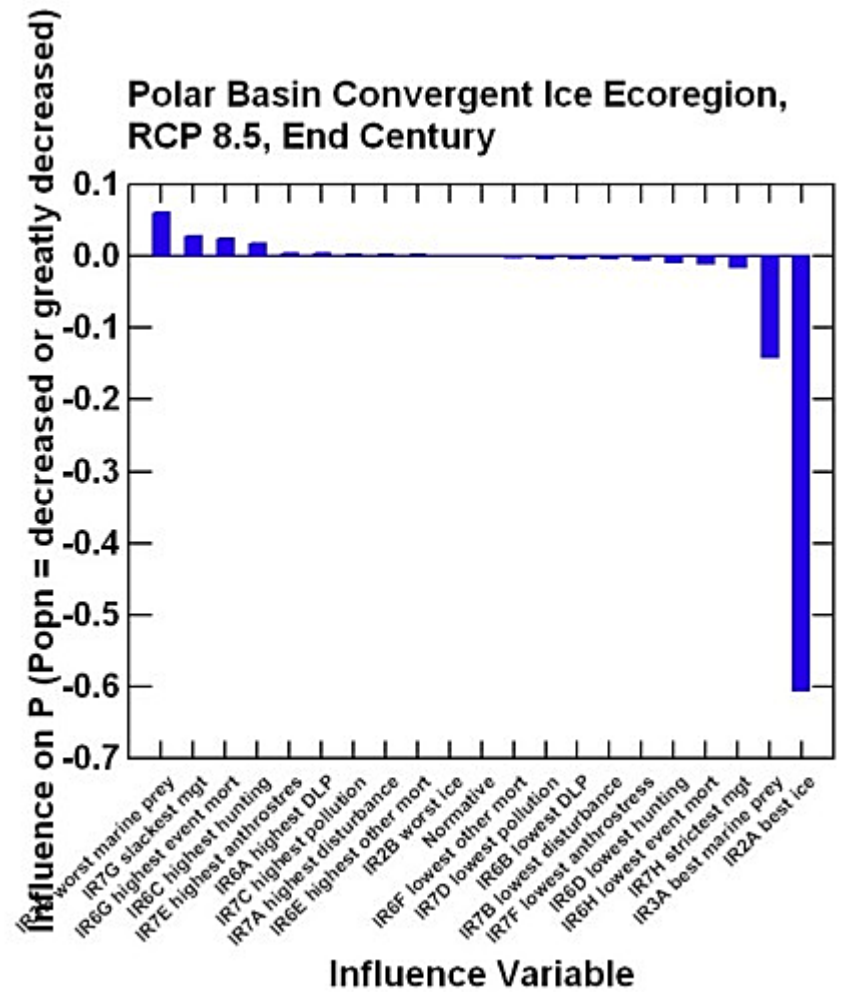 Polar Basin Convergent Ice Ecoregion,
RCP 8.5, End Century
Influence on P (Popn = decreased or greatly decreased)
0.1
0.0
-0.1
-0.2
-0.3
-0.4
-0.5
-0.6
-0.7
worst marine prey
IR7G slackest mgt
IR6G highest event mort
IR6C highest hunting
IR7E highest anthrostres
IR6A highest DLP
IR7C highest pollution
IR7A highest disturbance
IR6E highest other mort
IR2B worst ice
Normative
IR6F lowest other mort
IR7D lowest pollution
IR6B lowest DLP
IR7B lowest disturbance
IR7F lowest anthrostress
IR6D lowest hunting
IR6H lowest event mort
IR7H strictest mgt
IR3A best marine prey
IR2A best ice
Influence Variable